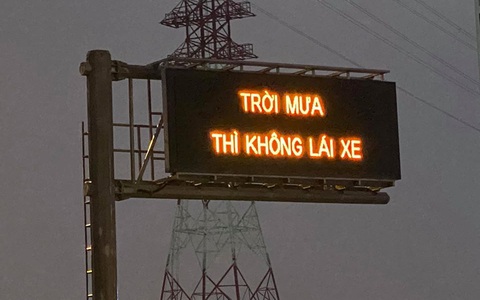 TRỜI MƯA
THÌ KHÔNG LÁI XE